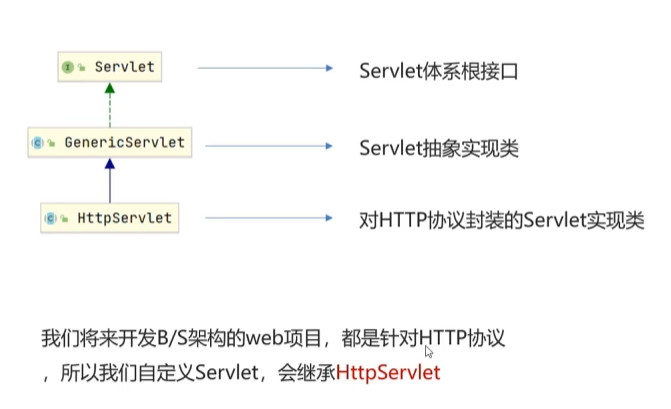 Servlet
Servlet体系根接口
GenericServlet
Servlet抽象实现类
HttpServlet
对HTTP协议封装的Servlet实现类
我们将来开发B/S架构的web项目，都是针对HTTP协议
，所以我们自定义Servlet，会继承HttpServlet